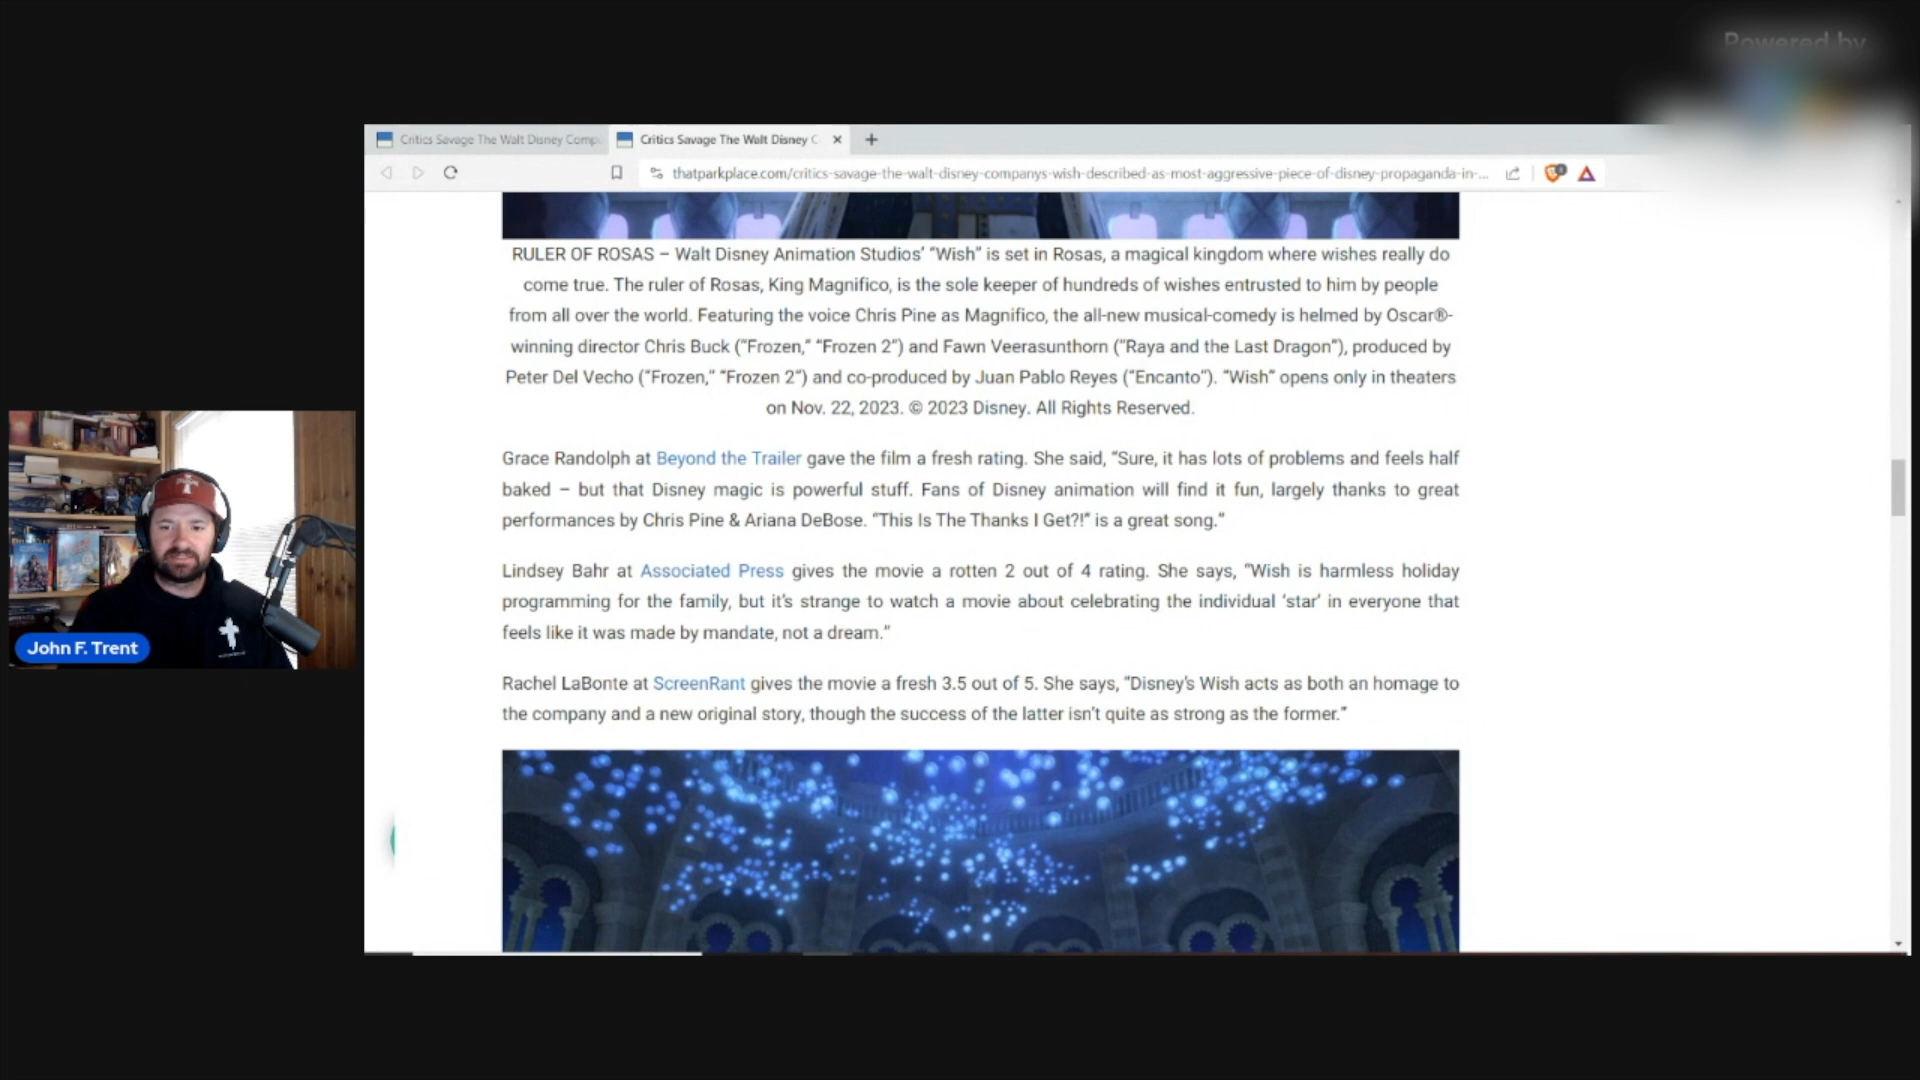 Powered by
Critics Savage The Walt Disney Comp
Critics Savage The Walt Disney C
thatparkplace.com/critics-savage-the-walt-disney-companys-wish-described-as-most-aggressive-piece-of-disney-propaganda-in-...
RULER OF ROSAS – Walt Disney Animation Studios’ “Wish” is set in Rosas, a magical kingdom where wishes really do
come true. The ruler of Rosas, King Magnifico, is the sole keeper of hundreds of wishes entrusted to him by people
from all over the world. Featuring the voice Chris Pine as Magnifico, the all-new musical-comedy is helmed by Oscar®-
winning director Chris Buck (“Frozen,” “Frozen 2”) and Fawn Veerasunthorn (“Raya and the Last Dragon”), produced by
Peter Del Vecho (“Frozen,” “Frozen 2”) and co-produced by Juan Pablo Reyes (“Encanto”). “Wish” opens only in theaters
on Nov. 22, 2023. © 2023 Disney. All Rights Reserved.
Grace Randolph at Beyond the Trailer gave the film a fresh rating. She said, “Sure, it has lots of problems and feels half
baked – but that Disney magic is powerful stuff. Fans of Disney animation will find it fun, largely thanks to great
performances by Chris Pine & Ariana DeBose. “This Is The Thanks I Get?!” is a great song.”
Lindsey Bahr at Associated Press gives the movie a rotten 2 out of 4 rating. She says, “Wish is harmless holiday
programming for the family, but it’s strange to watch a movie about celebrating the individual ‘star’ in everyone that
feels like it was made by mandate, not a dream.”
Rachel LaBonte at ScreenRant gives the movie a fresh 3.5 out of 5. She says, “Disney’s Wish acts as both an homage to
the company and a new original story, though the success of the latter isn’t quite as strong as the former.”
John F. Trent